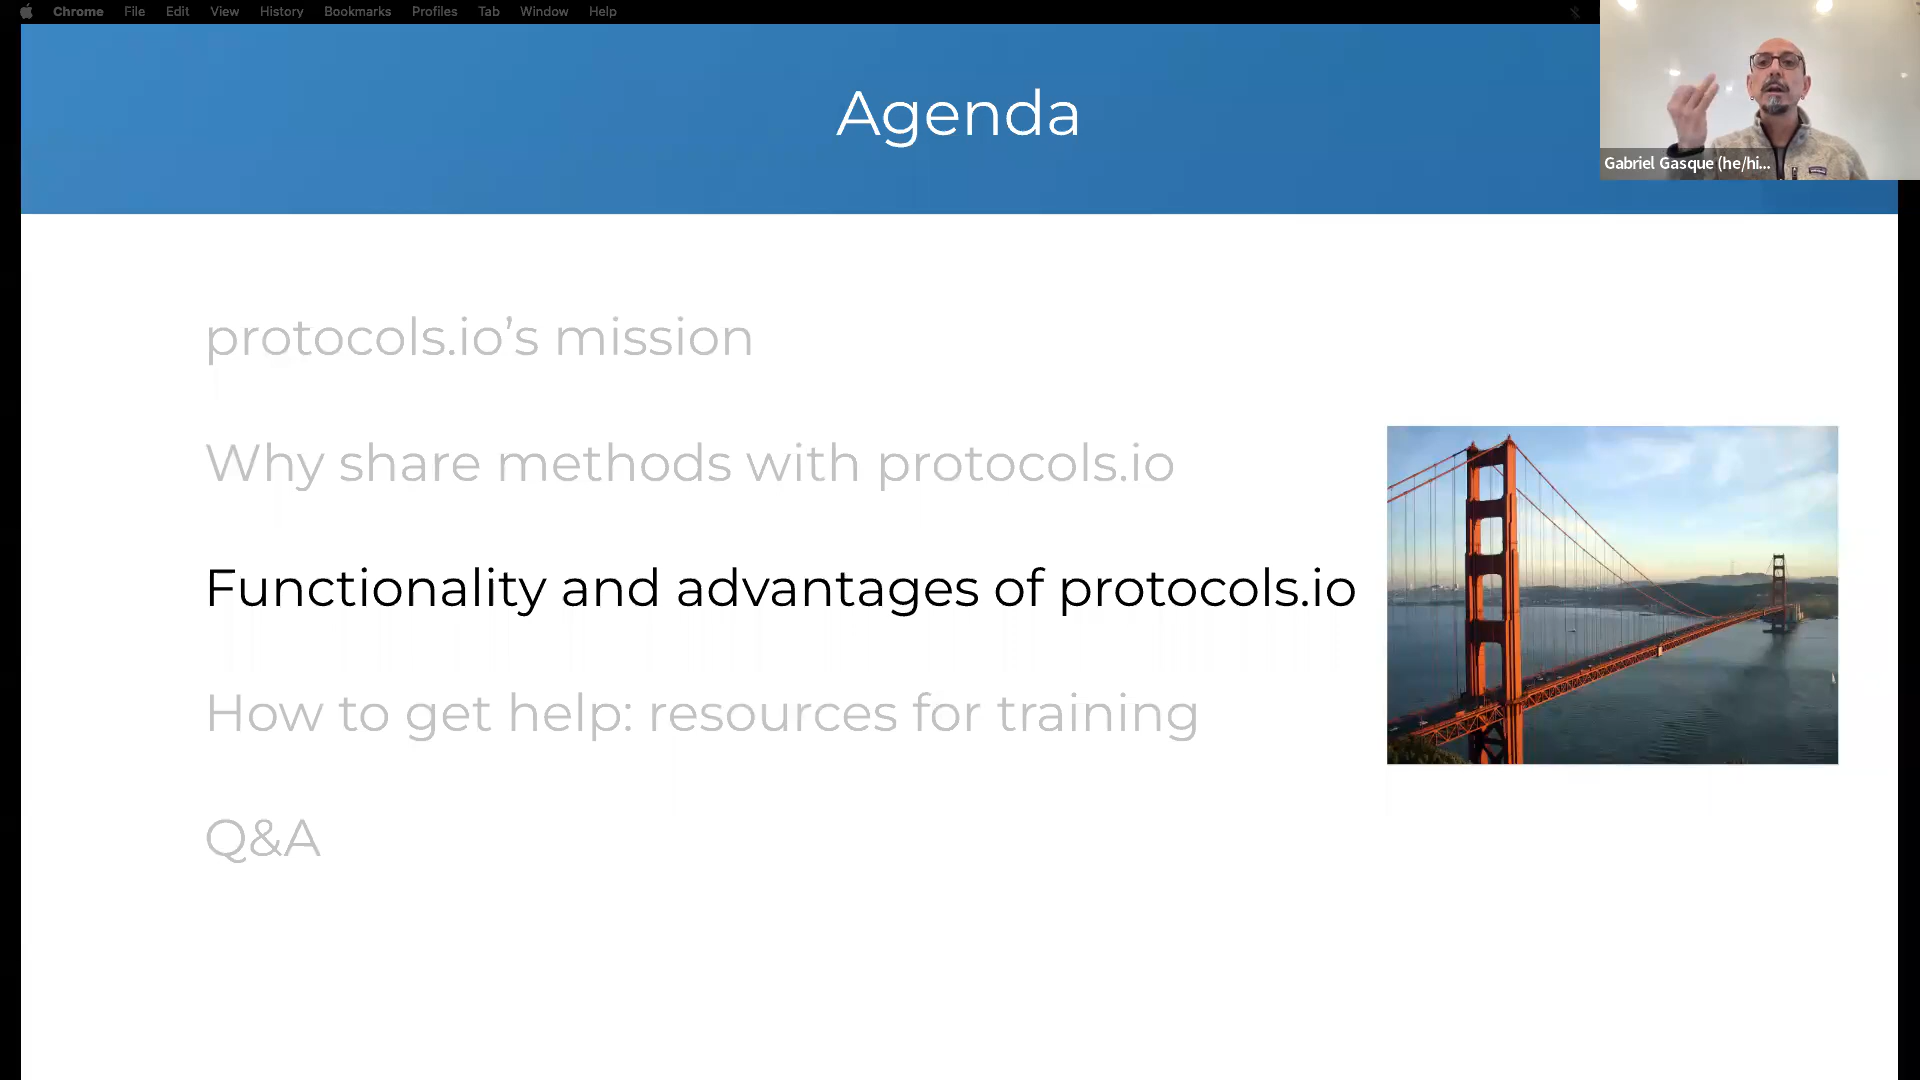 Chrome File Edit View History Bookmarks Profiles Tab Window Help
Agenda
Gabriel Gasque (he/hi...
protocols.io’s mission
Why share methods with protocols.io
Functionality and advantages of protocols.io
How to get help: resources for training
Q&A